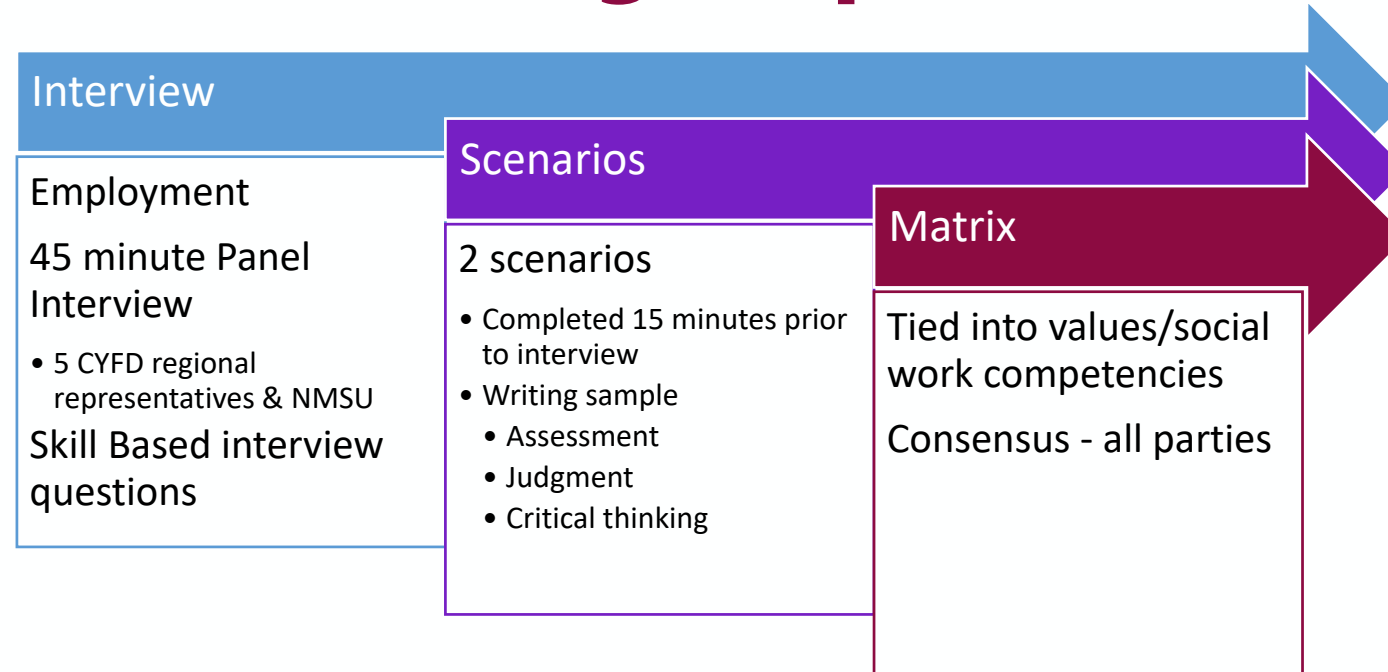 Interview
Employment
45 minute Panel
Interview
• 5 CYFD regional
representatives & NMSU
Skill Based interview
questions
Scenarios
2 scenarios
• Completed 15 minutes prior
to interview
• Writing sample
• Assessment
• Judgment
• Critical thinking
Matrix
Tied into values/social
work competencies
Consensus - all parties